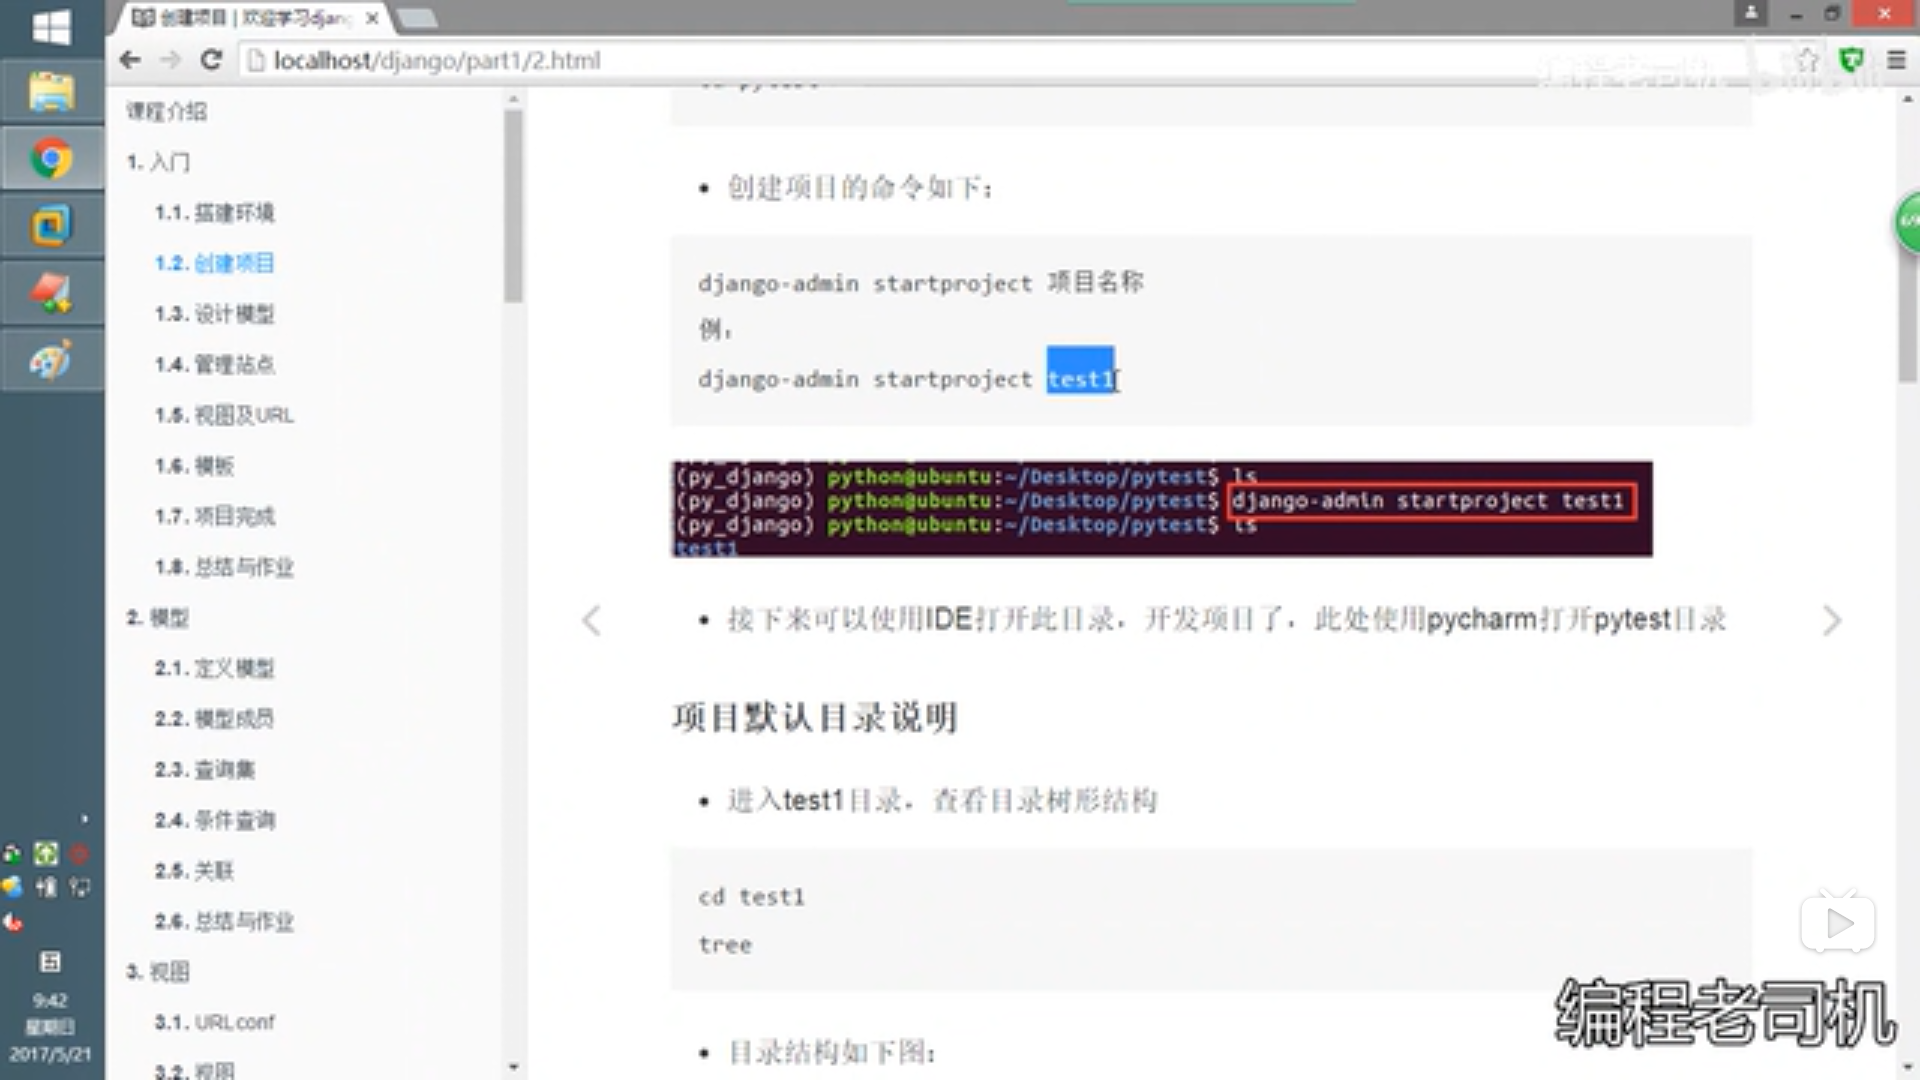 创建项目 | 欢迎学习djan
localhost/django/part1/2.html
课程介绍
1. 入门
1.1. 搭建环境
1.2. 创建项目
1.3. 设计模型
1.4. 管理站点
1.5. 视图及URL
1.6. 模板
1.7. 项目完成
1.8. 总结与作业
2. 模型
2.1. 定义模型
2.2. 模型成员
2.3. 查询集
2.4. 条件查询
2.5. 关联
2.6. 总结与作业
3. 视图
3.1. URLconf
3.2. 视图
创建项目的命令如下:
django-admin startproject 项目名称
例:
django-admin startproject test1
(py_django) python@ubuntu:~/Desktop/pytest$ ls
(py_django) python@ubuntu:~/Desktop/pytest$ django-admin startproject test1
(py_django) python@ubuntu:~/Desktop/pytest$ ls
test1
接下来可以使用IDE打开此目录，开发项目了，此处使用pycharm打开pytest目录
项目默认目录说明
进入test1目录，查看目录树形结构
cd test1
tree
目录结构如下图:
五
9:42
星期日
2017/5/21
编程老司机